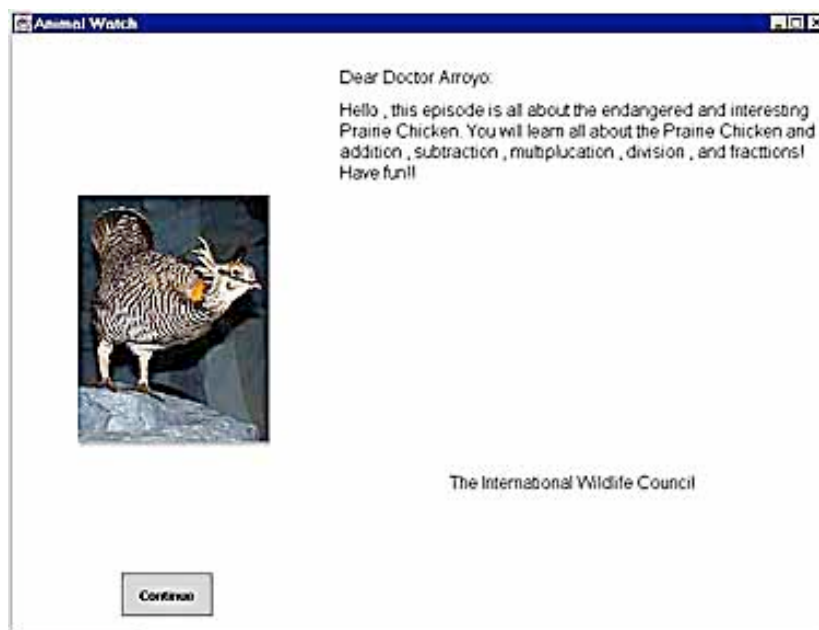 Animal Watch
Dear Doctor Arroyo:
Hello , this episode is all about the endangered and interesting
Prairie Chicken. You will learn all about the Prairie Chicken and
addition , subtraction , multiplucation , division , and fracttions!
Have fun!!
The International Wildlife Council
Continue